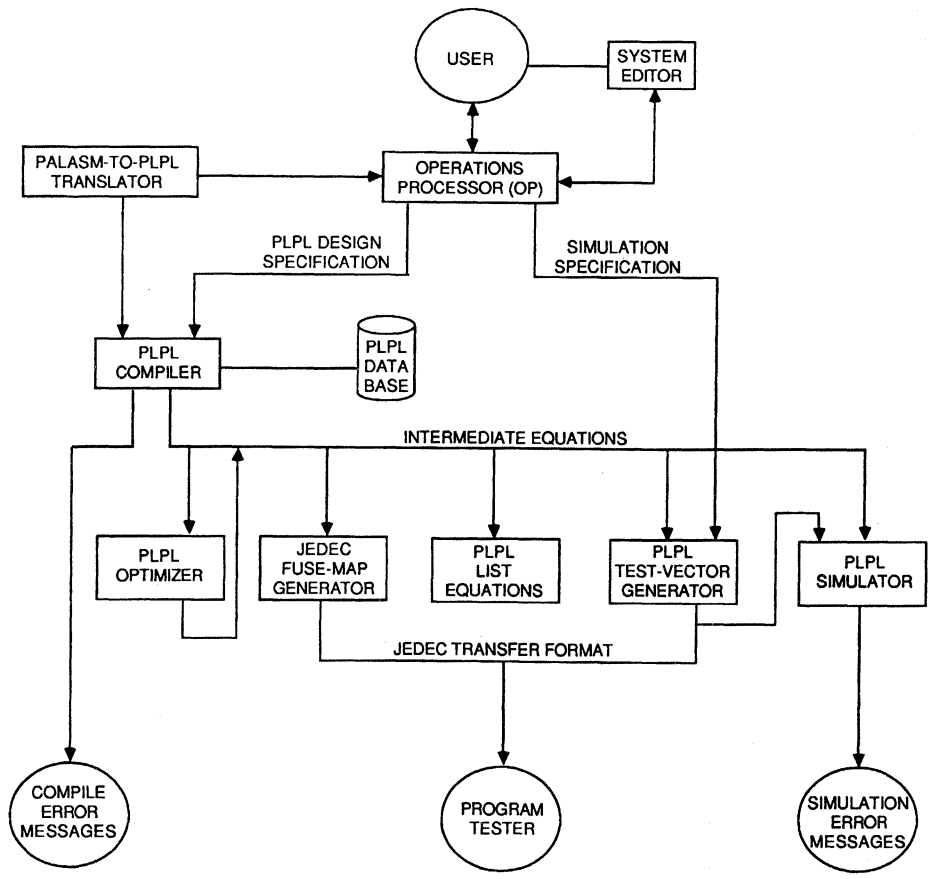 USER
SYSTEM
EDITOR
PALASM-TO-PLPL
TRANSLATOR
OPERATIONS
PROCESSOR (OP)
PLPL DESIGN
SPECIFICATION
SIMULATION
SPECIFICATION
PLPL
COMPILER
PLPL
DATA
BASE
INTERMEDIATE EQUATIONS
PLPL
OPTIMIZER
JEDEC
FUSE-MAP
GENERATOR
PLPL
LIST
EQUATIONS
PLPL
TEST-VECTOR
GENERATOR
PLPL
SIMULATOR
JEDEC TRANSFER FORMAT
COMPILE
ERROR
MESSAGES
PROGRAM
TESTER
SIMULATION
ERROR
MESSAGES